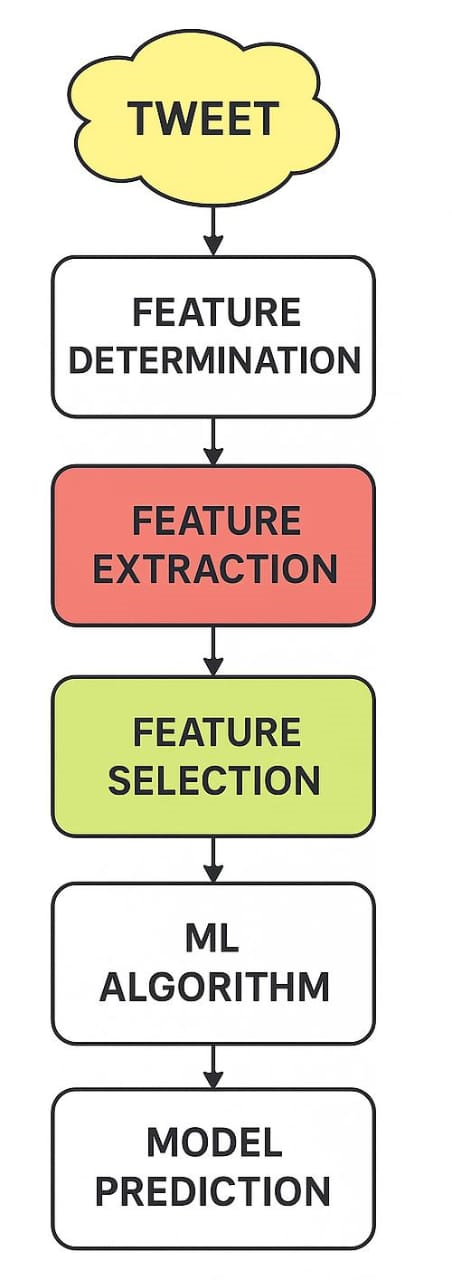 TWEET
FEATURE
DETERMINATION
FEATURE
EXTRACTION
FEATURE
SELECTION
ML
ALGORITHM
MODEL
PREDICTION